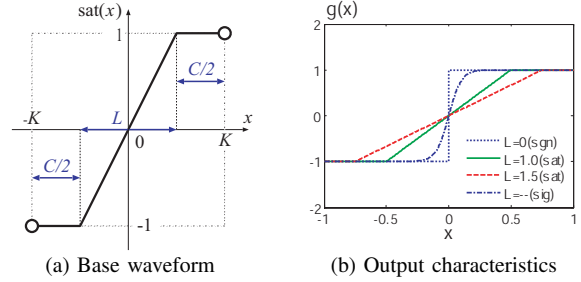 sat(x)
1
C/2
-K
L
x
0
K
C/2
-1
(a) Base waveform
g(x)
2
1
0
-1
-2
-1
-0.5
0
0.5
1
x
L=0(sgn)
L=1.0(sat)
L=1.5(sat)
L=--(sig)
(b) Output characteristics